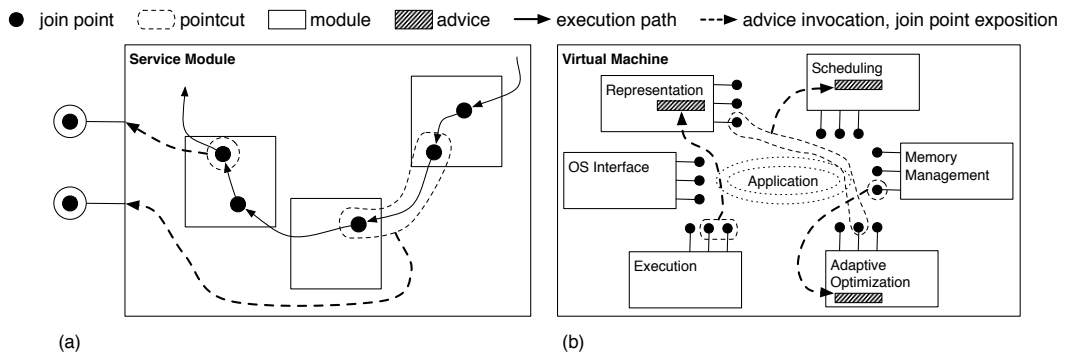 join point pointcut module advice execution path advice invocation, join point exposition
Service Module
Virtual Machine
Scheduling
Representation
OS Interface
Application
Memory
Management
Execution
Adaptive
Optimization
(a) (b)